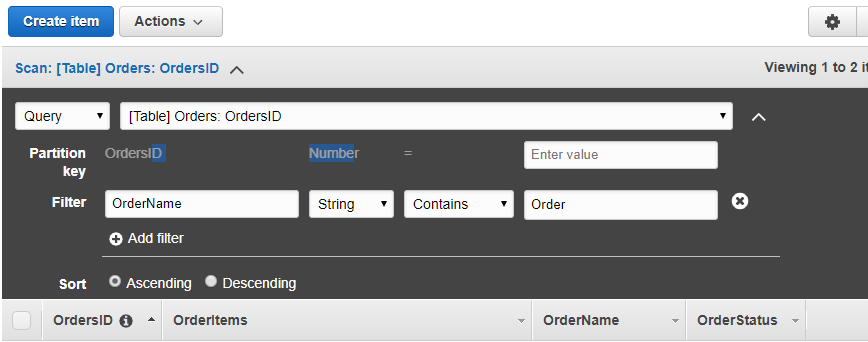 Create item Actions
Scan: [Table] Orders: OrdersID Viewing 1 to 2 it
Query [Table] Orders: OrdersID
Partition key OrdersID Number = Enter value
Filter OrderName String Contains Order
Add filter
Sort Ascending Descending
OrdersID OrderItems OrderName OrderStatus